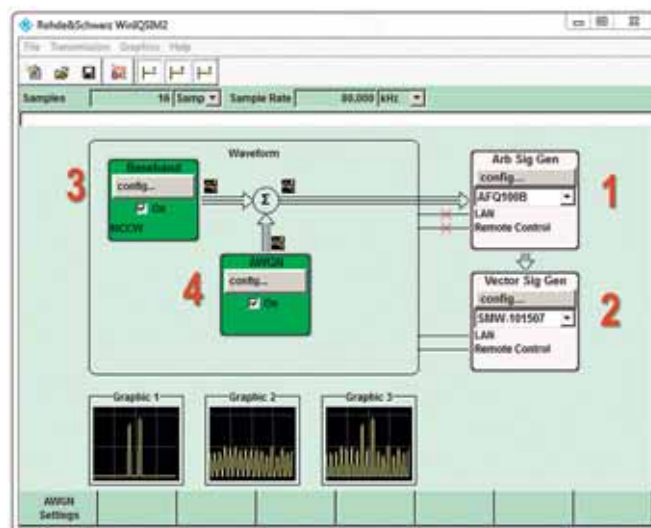 Rohde&Schwarz WinIQSIM2
File Transmission Graphics Help
Samples 16 Samp Sample Rate 80.000 kHz
Waveform
3
Baseband
config...
On
MCCW
Σ
4
AWGN
config...
On
Arb Sig Gen
config...
AFQ100B
LAN
Remote Control
1
Vector Sig Gen
config...
SMW-101507
LAN
Remote Control
2
Graphic 1 Graphic 2 Graphic 3
AWGN
Settings